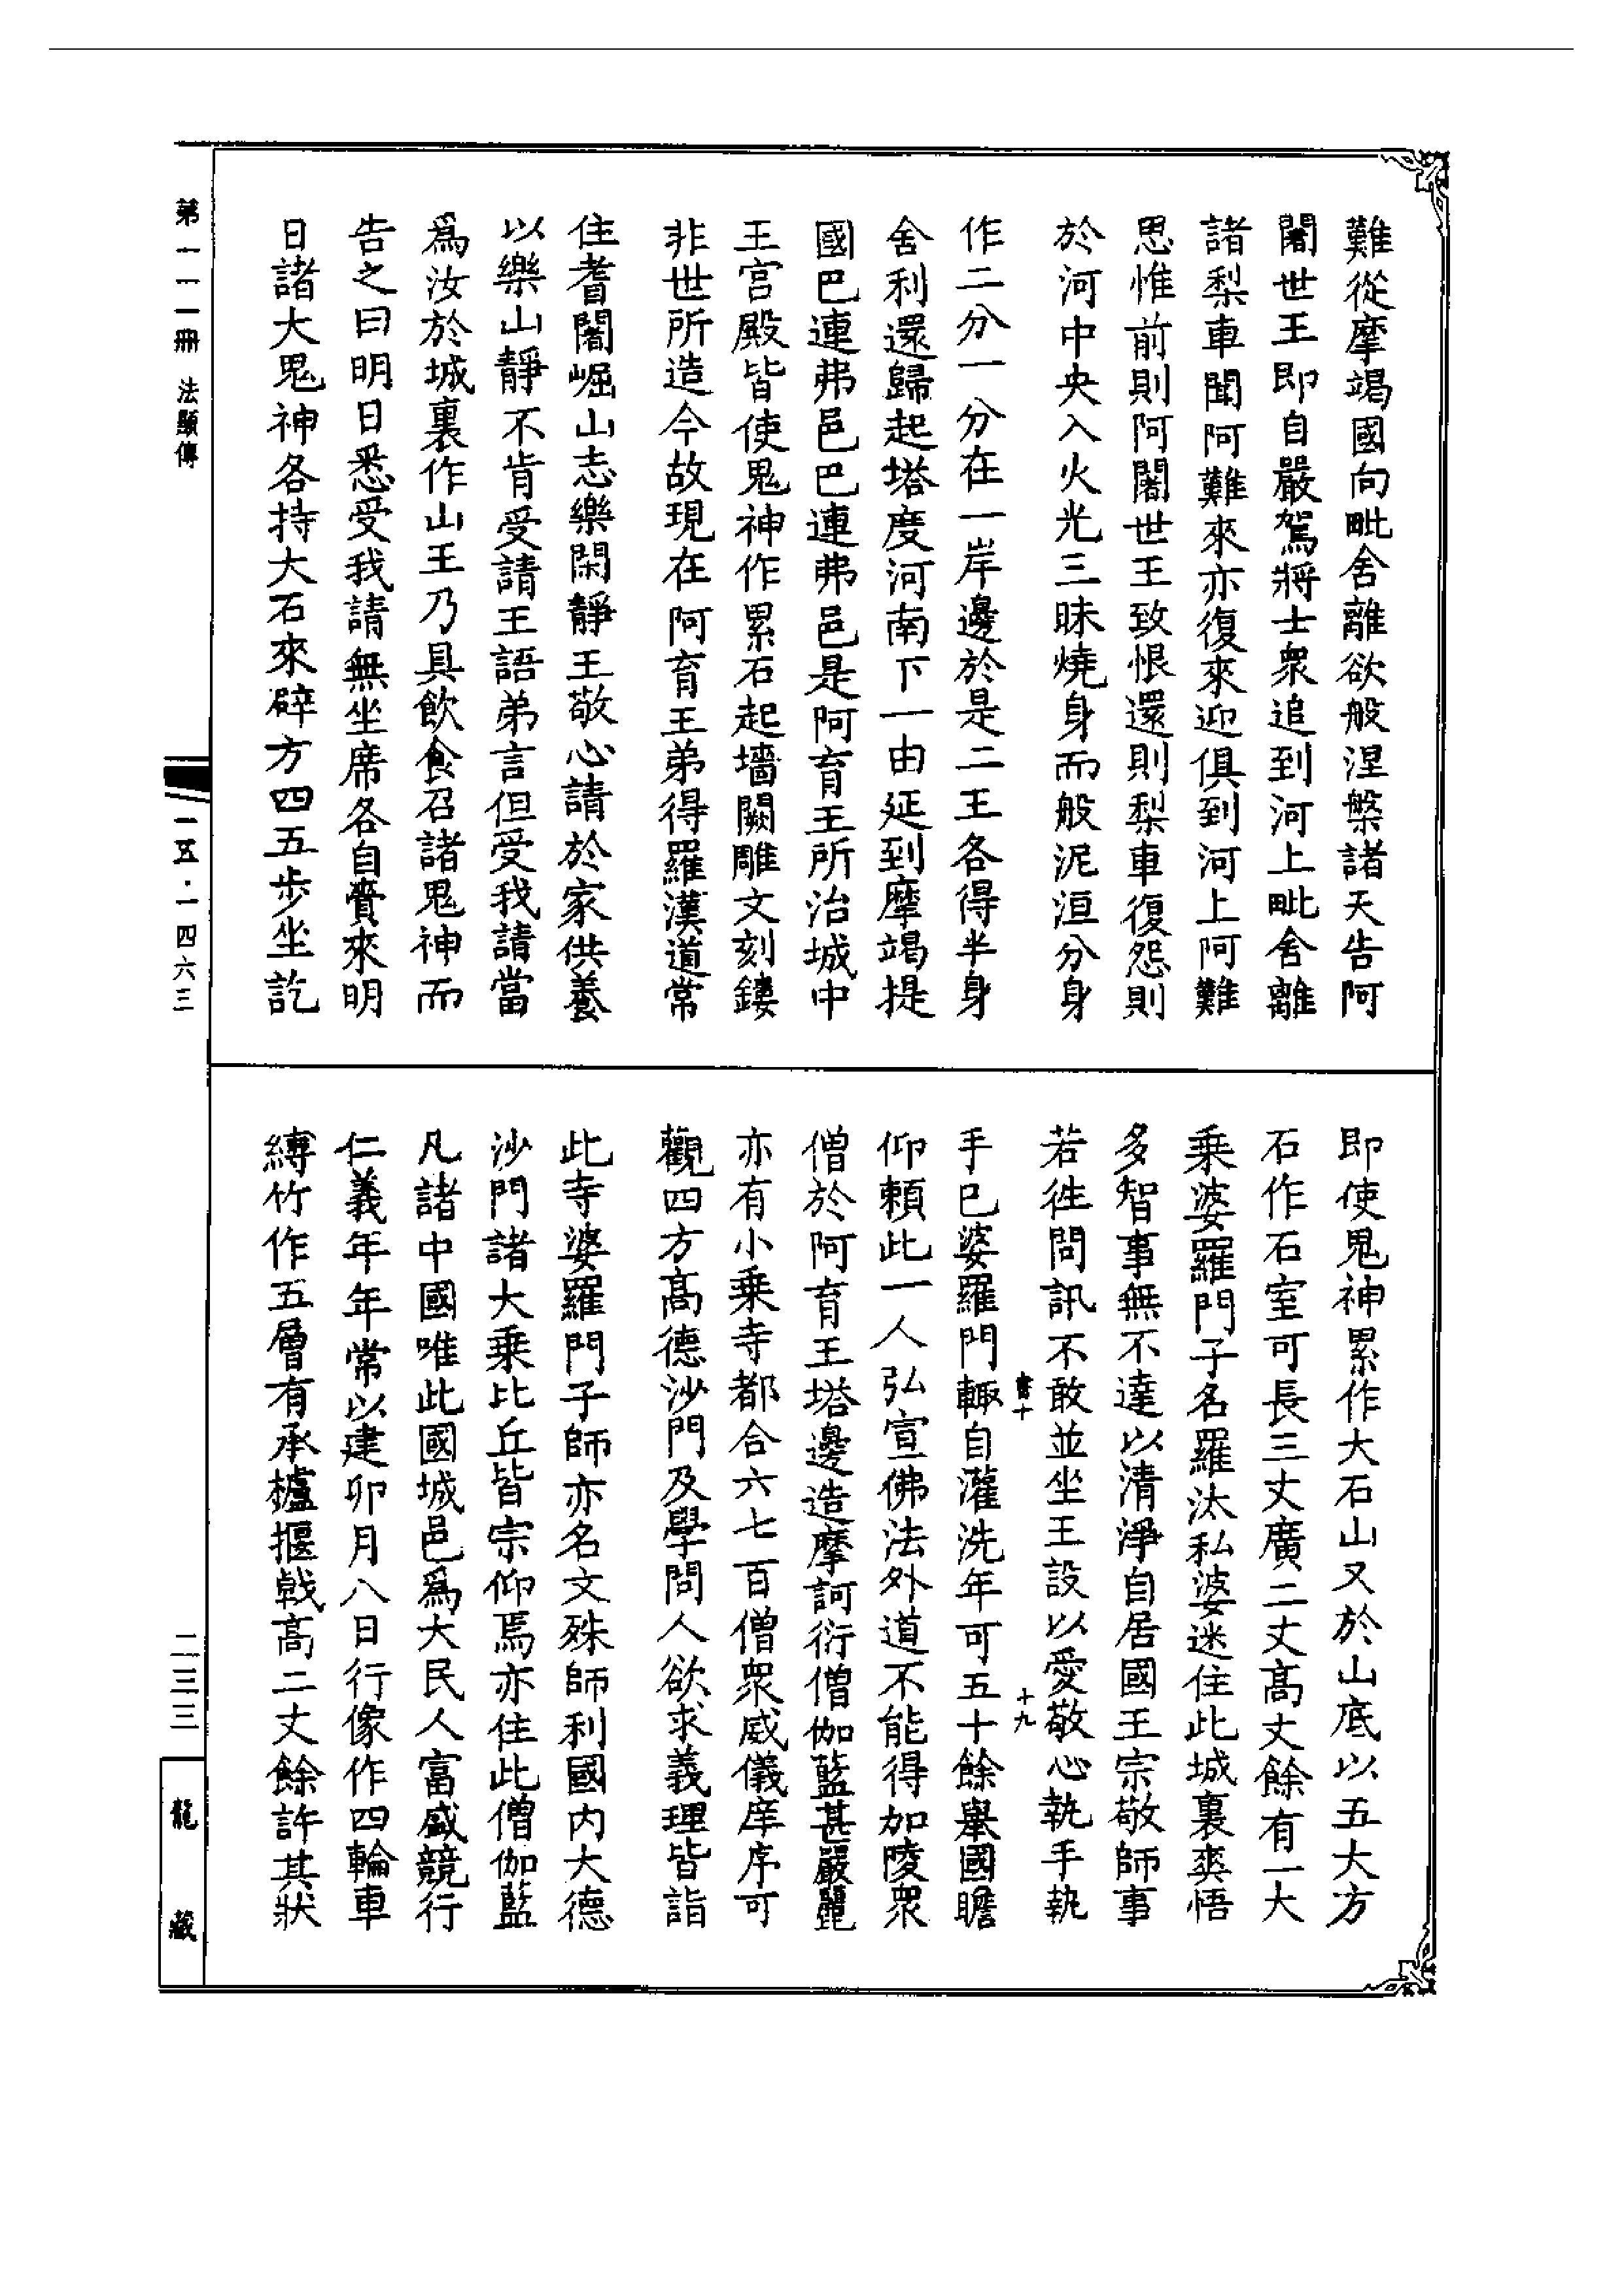 難從摩竭國向毗舍離欲般涅槃諸天告阿
闍世王即自嚴駕將士衆追到河上毗舍離
諸梨車聞阿難來亦復來迎俱到河上阿難
思惟前則阿闍世王致恨還則梨車復怨則
於河中央入火光三昧燒身而般泥洹分身
作二分一分在一岸邊於是二王各得半身
舍利還歸起塔度河南下一由延到摩竭提
國巴連弗邑巴連弗邑是阿育王所治城中
王宮殿皆使鬼神作累石起墻闕雕文刻鏤
非世所造今故現在阿育王弟得羅漢道常
住耆闍崛山志樂閑靜王敬心請於家供養
以樂山靜不肯受請王語弟言但受我請當
爲汝於城裏作山王乃具飲食召諸鬼神而
告之曰明日悉受我請無坐席各自賷來明
日諸大鬼神各持大石來辟方四五步坐訖
即使鬼神累作大石山又於山底以五大方
石作石室可長三丈廣二丈高丈餘有一大
乗婆羅門子名羅汰私婆迷住此城裏爽悟
多智事無不達以清淨自居國王宗敬師事
若徃問訊不敢並坐王設以愛敬心執手執
十九
手已婆羅門輙自灌洗年可五十餘舉國瞻
仰賴此一人弘宣佛法外道不能得加陵衆
僧於阿育王塔邊造摩訶衍僧伽藍甚嚴麗
亦有小乗寺都合六七百僧衆威儀庠序可
觀四方高德沙門及學問人欲求義理皆詣
此寺婆羅門子師亦名文殊師利國内大德
沙門諸大乗比丘皆宗仰焉亦住此僧伽藍
凡諸中國唯此國城邑爲大民人富盛競行
仁義年年常以建卯月八日行像作四輪車
縛竹作五層有承櫨揠戟高二丈餘許其狀
第一一一冊 法顯傳
一五·一四六三
二三三
龍藏